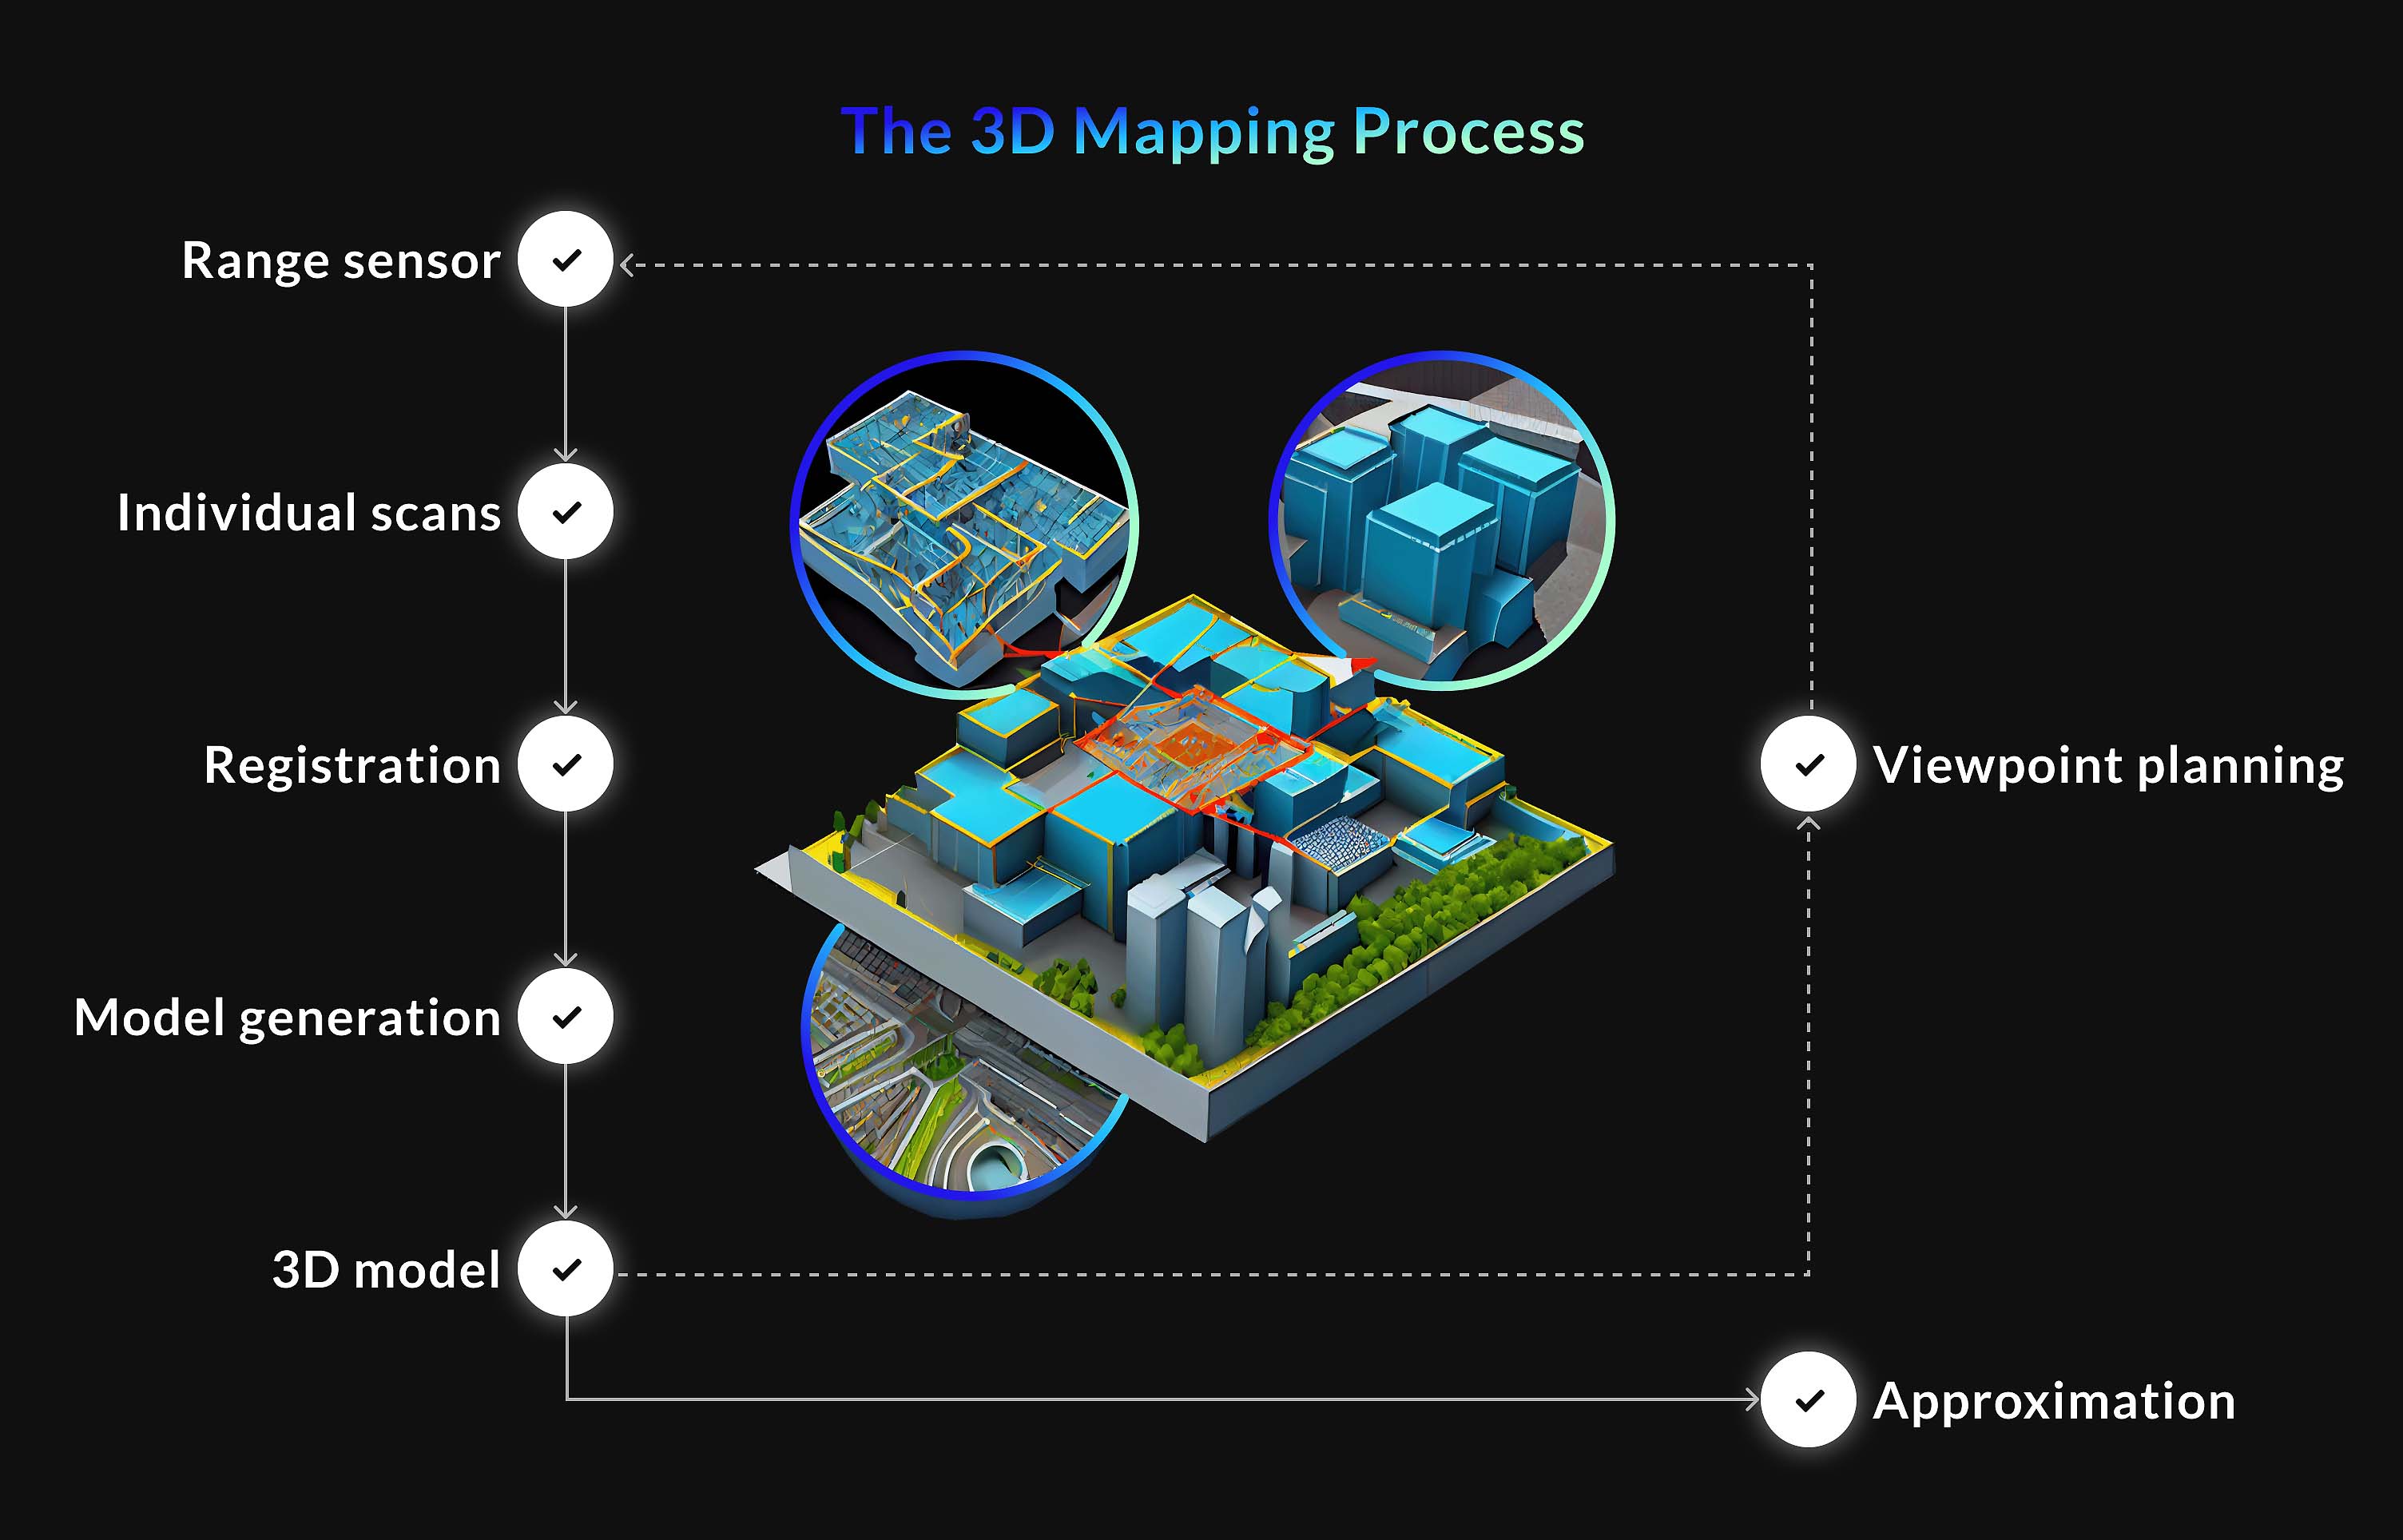 The 3D Mapping Process
Range sensor
Individual scans
Registration
Viewpoint planning
Model generation
3D model
Approximation